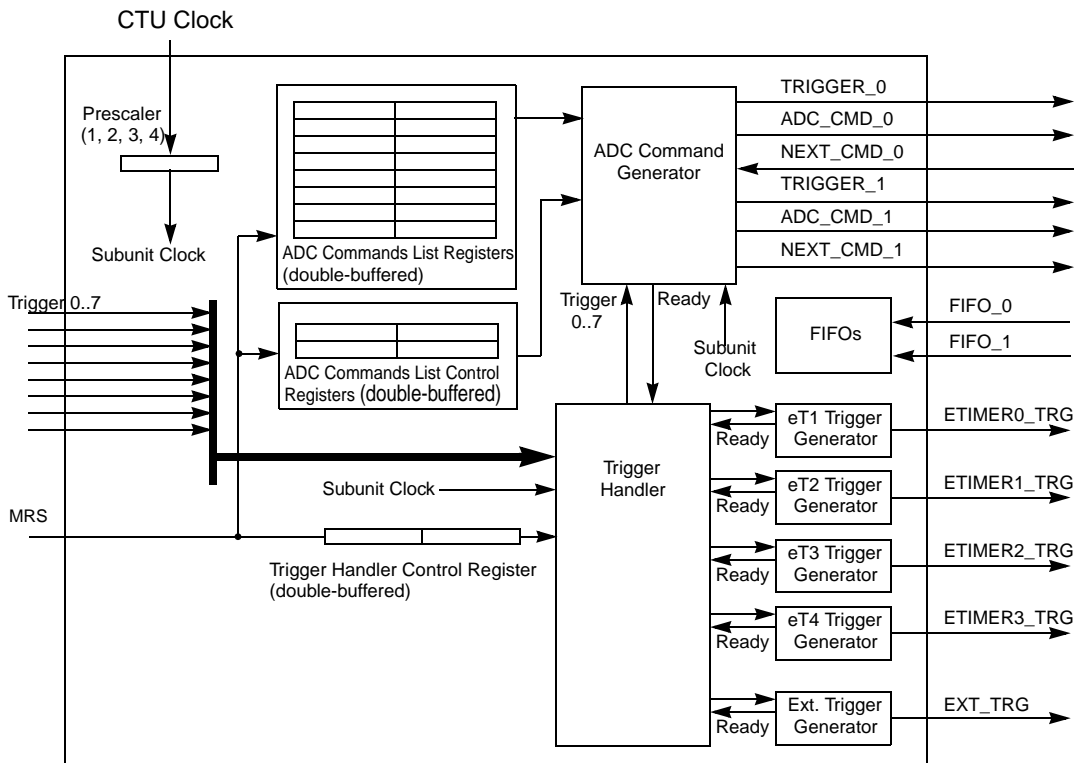 CTU Clock
Prescaler
(1, 2, 3, 4)
Subunit Clock
ADC Commands List Registers
(double-buffered)
ADC Commands List Control
Registers (double-buffered)
ADC Command
Generator
TRIGGER_0
ADC_CMD_0
NEXT_CMD_0
TRIGGER_1
ADC_CMD_1
NEXT_CMD_1
Trigger 0..7
Trigger
0..7
Ready
Subunit
Clock
FIFOs
FIFO_0
FIFO_1
Trigger
Handler
Subunit Clock
MRS
Trigger Handler Control Register
(double-buffered)
Ready
eT1 Trigger
Generator
ETIMER0_TRG
Ready
eT2 Trigger
Generator
ETIMER1_TRG
Ready
eT3 Trigger
Generator
ETIMER2_TRG
Ready
eT4 Trigger
Generator
ETIMER3_TRG
Ready
Ext. Trigger
Generator
EXT_TRG